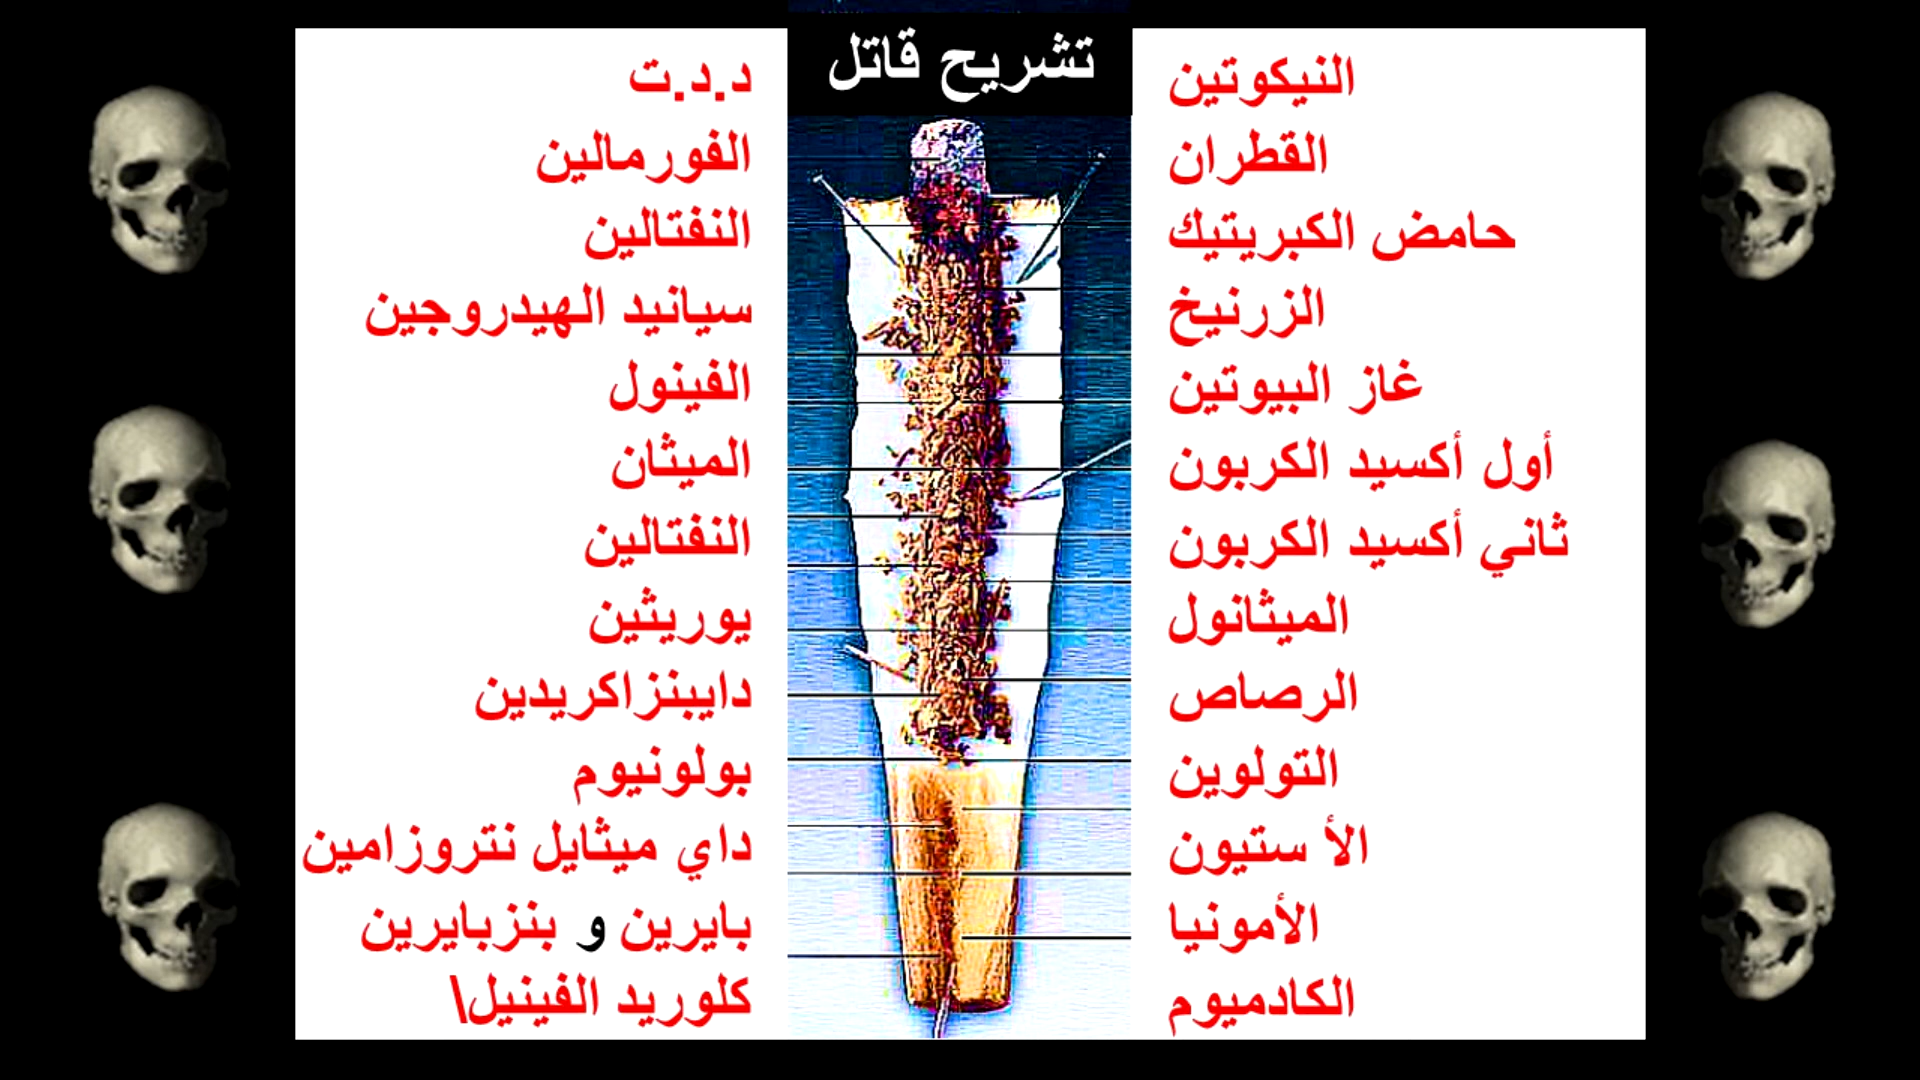 تشريح قاتل
النيكوتين
القطران
حامض الكبريتيك
الزرنيخ
غاز البيوتين
أول أكسيد الكربون
ثاني أكسيد الكربون
الميثانول
الرصاص
التولوين
الأ ستيون
الأمونيا
الكادميوم
د.د.ت
الفورمالين
النفتالين
سيانيد الهيدروجين
الفينول
الميثان
النفتالين
يوريثين
دايبنزاكريدين
بولونيوم
داي ميثايل نتروزامين
بايرين و بنزبايرين
كلوريد الفينيل\